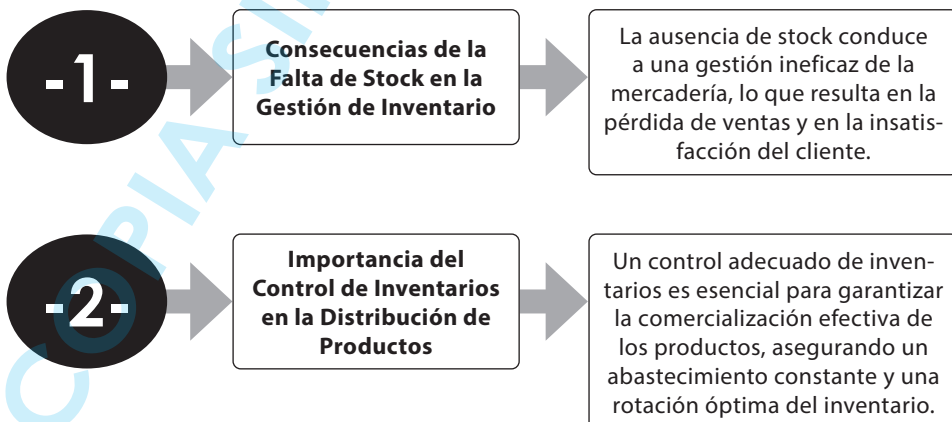 -1-
Consecuencias de la
Falta de Stock en la
Gestión de Inventario
La ausencia de stock conduce
a una gestión ineficaz de la
mercadería, lo que resulta en la
pérdida de ventas y en la insatis-
facción del cliente.
-2-
Importancia del
Control de Inventarios
en la Distribución de
Productos
Un control adecuado de inven-
tarios es esencial para garantizar
la comercialización efectiva de
los productos, asegurando un
abastecimiento constante y una
rotación óptima del inventario.
COPIA SI